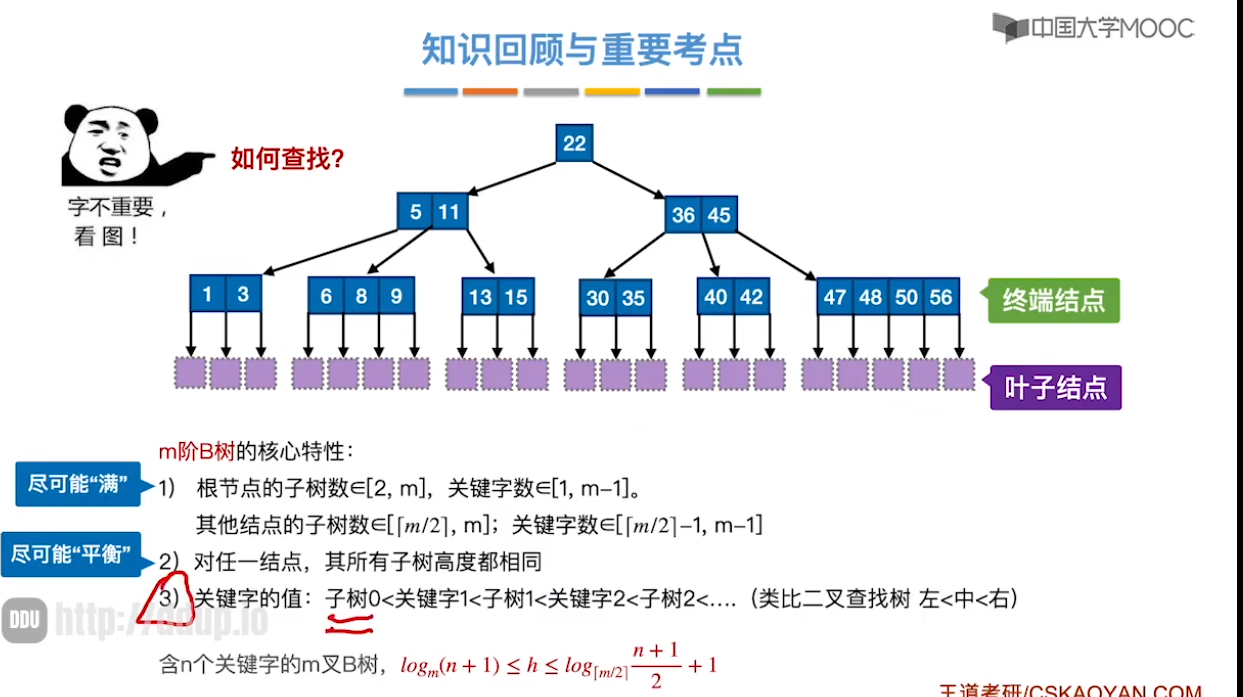 中国大学MOOC
知识回顾与重要考点
22
如何查找?
字不重要，
看图！
5 11
36 45
1 3
6 8 9
13 15
30 35
40 42
47 48 50 56
终端结点
叶子结点
m阶B树的核心特性：
尽可能“满”
1) 根节点的子树数∈[2, m]，关键字数∈[1, m–1]。
其他结点的子树数∈[⌈m/2⌉, m]；关键字数∈[⌈m/2⌉–1, m–1]
尽可能“平衡”
2) 对任一结点，其所有子树高度都相同
3) 关键字的值：子树0<关键字1<子树1<关键字2<子树2<.... (类比二叉查找树 左<中<右)
DDU http://ddup.io
含n个关键字的m叉B树，log_m(n + 1) ≤ h ≤ log_⌈m/2⌉ (n + 1)/2 + 1
王道考研/CSKAOYAN.COM